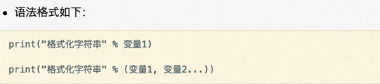 • 语法格式如下：
print("格式化字符串" % 变量1)
print("格式化字符串" % (变量1, 变量2...))